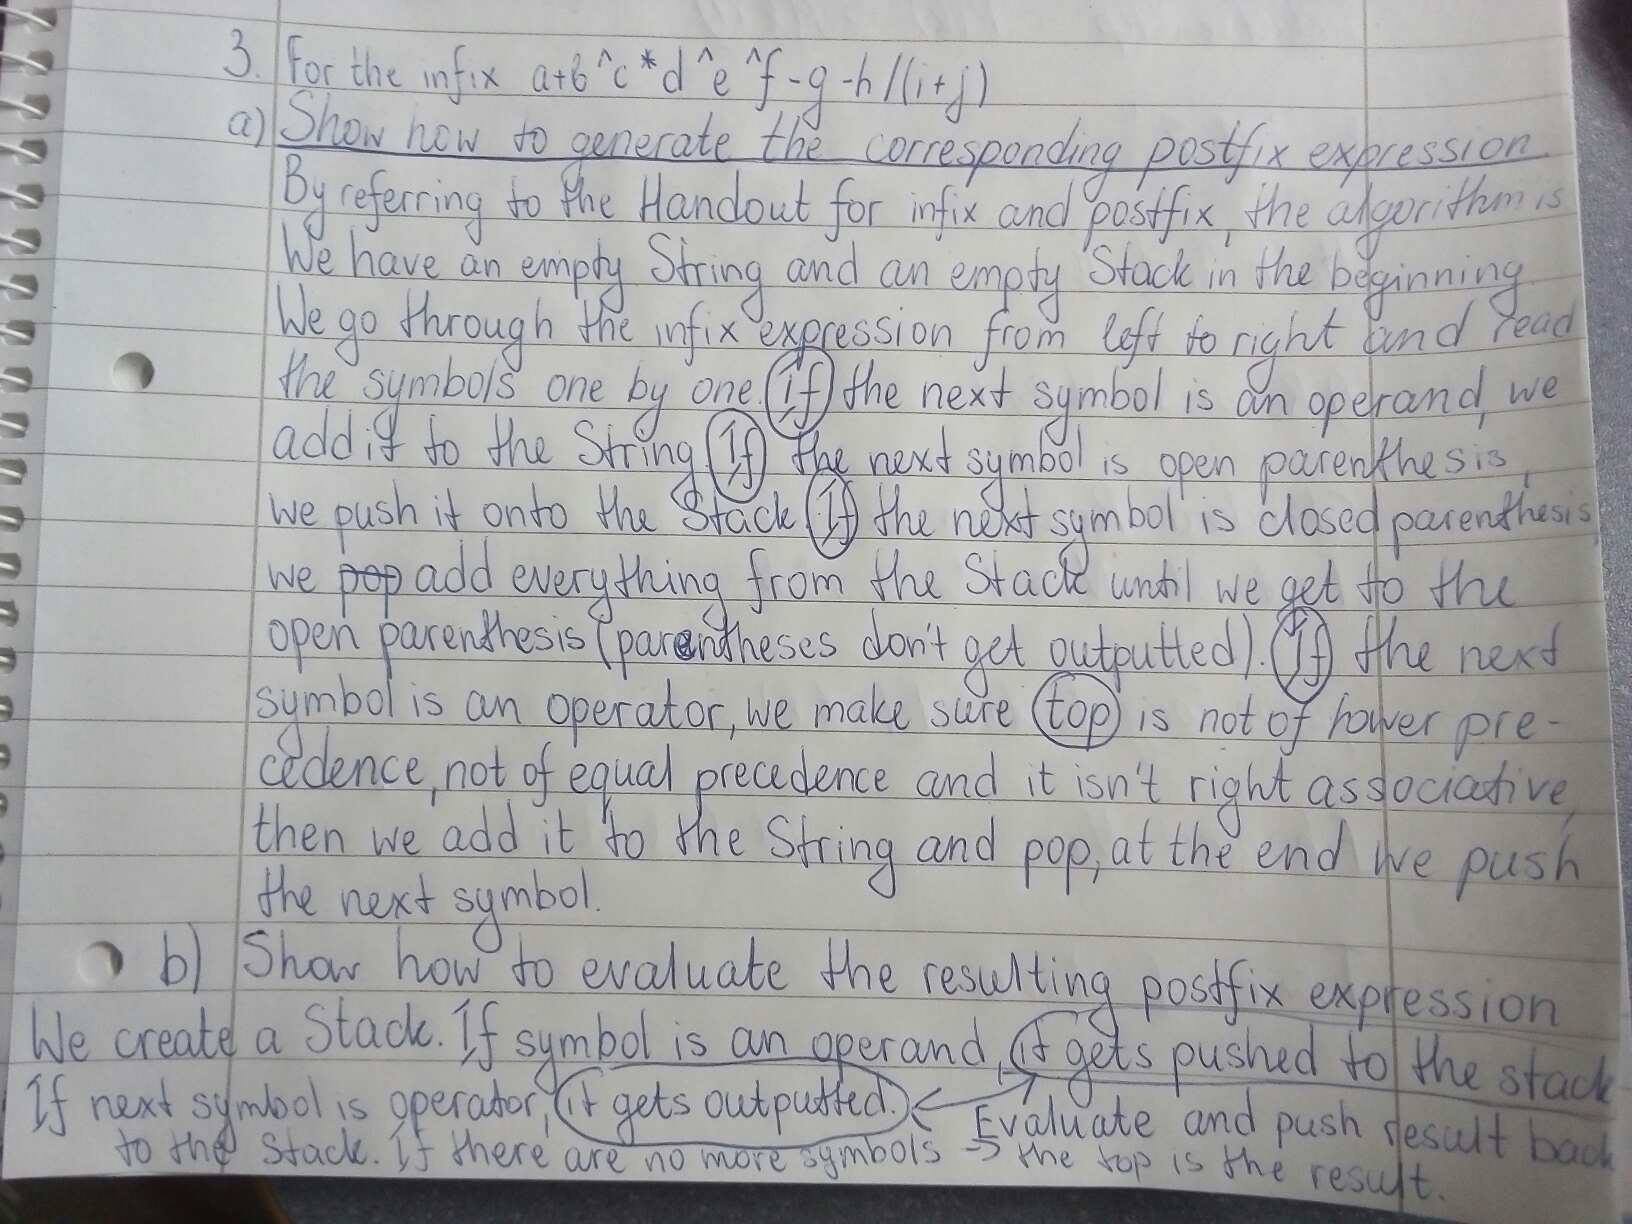 3. For the infix a+b^c*d^e^f-g-h/(i+j)
a) Show how to generate the corresponding postfix expression.
By referring to the Handout for infix and postfix, the algorithm is
We have an empty String and an empty Stack in the beginning
We go through the infix expression from left to right and read
the symbols one by one. if the next symbol is an operand, we
add it to the String. If the next symbol is open parenthesis,
we push it onto the Stack. If the next symbol is closed parenthesis,
we pop add everything from the Stack until we get to the
open parenthesis (parentheses don't get outputted). If the next
symbol is an operator, we make sure top is not of lower pre-
cedence, not of equal precedence and it isn't right associative,
then we add it to the String and pop, at the end we push
the next symbol.
b) Show how to evaluate the resulting postfix expression
We create a Stack. If symbol is an operand, it gets pushed to the stack
If next symbol is operator, it gets outputted. Evaluate and push result back
to the Stack. If there are no more symbols → the top is the result.